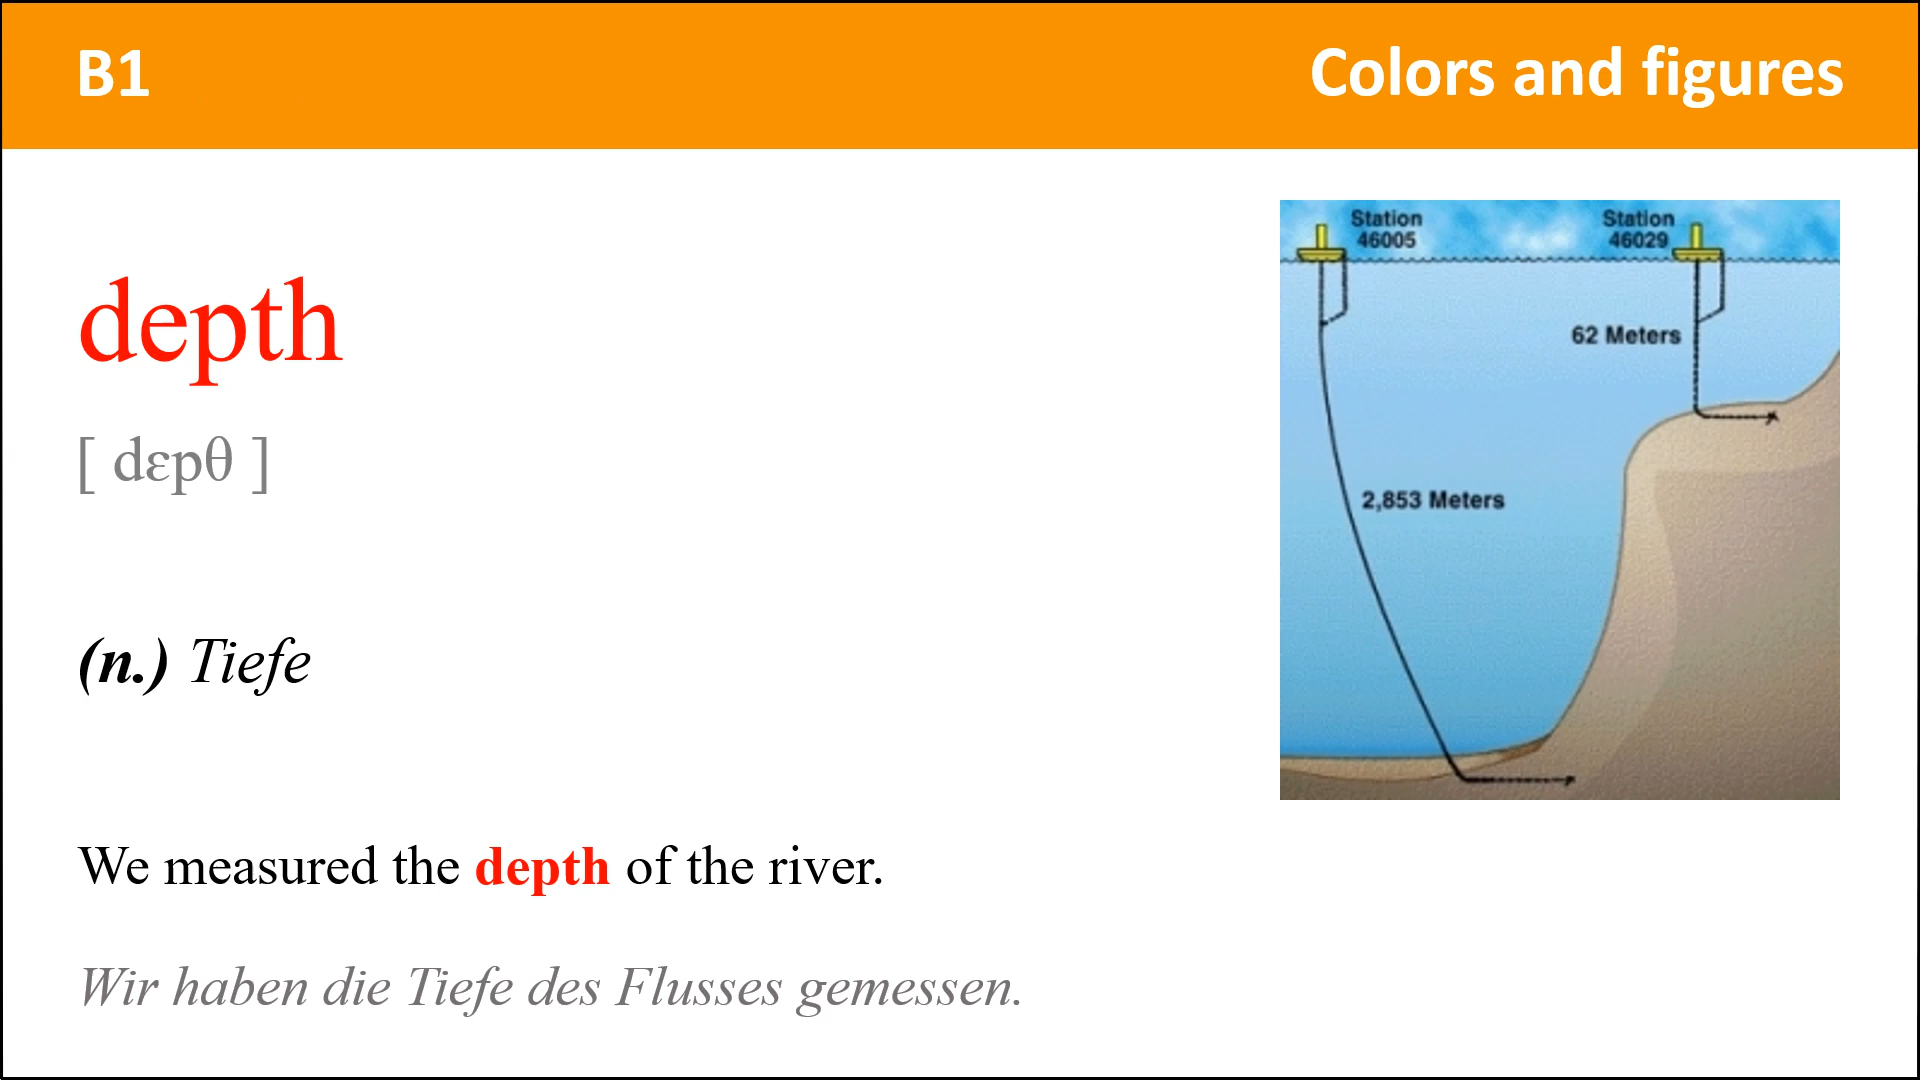 B1
Colors and figures
depth
[ dɛpθ ]
(n.) Tiefe
We measured the depth of the river.
Wir haben die Tiefe des Flusses gemessen.
Station
46005
Station
46029
62 Meters
2,853 Meters